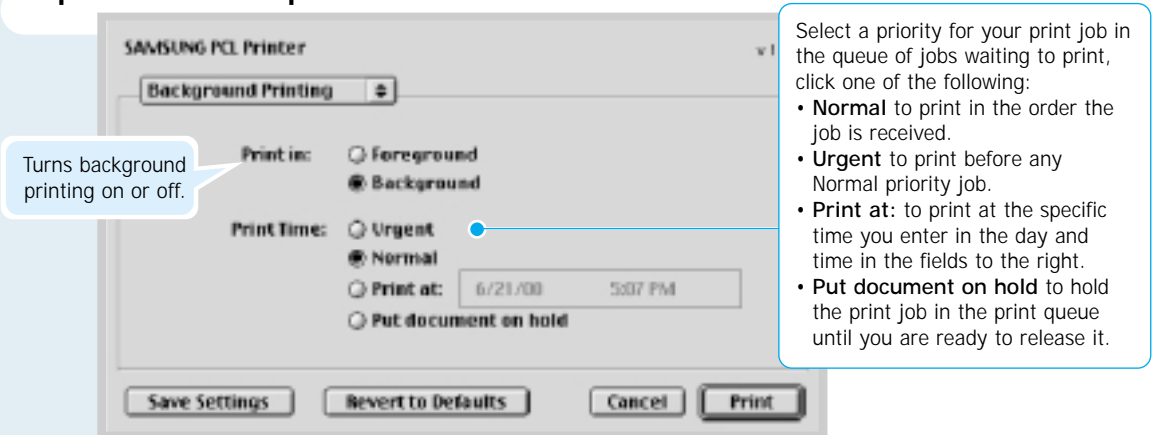 SAMSUNG PCL Printer
Background Printing
Turns background
printing on or off.
Print in:
Foreground
Background
Print Time:
Urgent
Normal
Print at: 6/21/00 5:07 PM
Put document on hold
Save Settings Revert to Defaults Cancel Print
Select a priority for your print job in
the queue of jobs waiting to print,
click one of the following:
• Normal to print in the order the
job is received.
• Urgent to print before any
Normal priority job.
• Print at: to print at the specific
time you enter in the day and
time in the fields to the right.
• Put document on hold to hold
the print job in the print queue
until you are ready to release it.